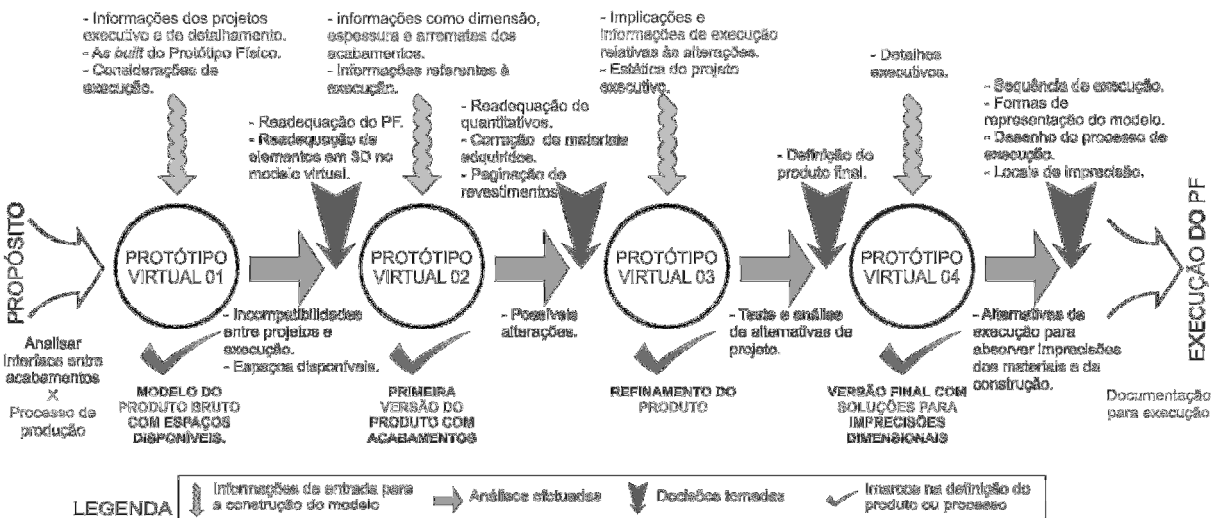 - Informações dos projetos
executivo e de detalhamento.
- As built do Protótipo Físico.
- Considerações de
execução.
- informações como dimensão,
espessura e arremates dos
acabamentos.
- Informações referentes à
execução.
- Implicações e
informações de execução
relativas às alterações.
- Estética do projeto
executivo.
- Detalhes
executivos.
- Readequação do PF.
- Readequação de
elementos em 3D no
modelo virtual.
- Readequação de
quantitativos.
- Correção de materiais
adquiridos.
- Paginação de
revestimentos
- Definição do
produto final.
- Sequência de execução.
- Formas de
representação do modelo.
- Desenho do processo de
execução.
- Locais de imprecisão.
PROPÓSITO
PROTÓTIPO
VIRTUAL 01
PROTÓTIPO
VIRTUAL 02
PROTÓTIPO
VIRTUAL 03
PROTÓTIPO
VIRTUAL 04
EXECUÇÃO DO PF
Analisar
Interface entre
acabamentos
X
Processo de
produção
- Incompatibilidades
entre projetos e
execução.
- Espaços disponíveis.
- Possíveis
alterações.
- Teste e análise
de alternativas de
projeto.
- Alternativas de
execução para
absorver imprecisões
dos materiais e da
construção.
MODELO DO
PRODUTO BRUTO
COM ESPAÇOS
DISPONÍVEIS.
PRIMEIRA
VERSÃO DO
PRODUTO COM
ACABAMENTOS
REFINAMENTO DO
PRODUTO
VERSÃO FINAL COM
SOLUÇÕES PARA
IMPRECISÕES
DIMENSIONAIS
Documentação
para execução
LEGENDA
Informações de entrada para
a construção do modelo
Análises efetuadas
Decisões tomadas
marcos na definição do
produto ou processo